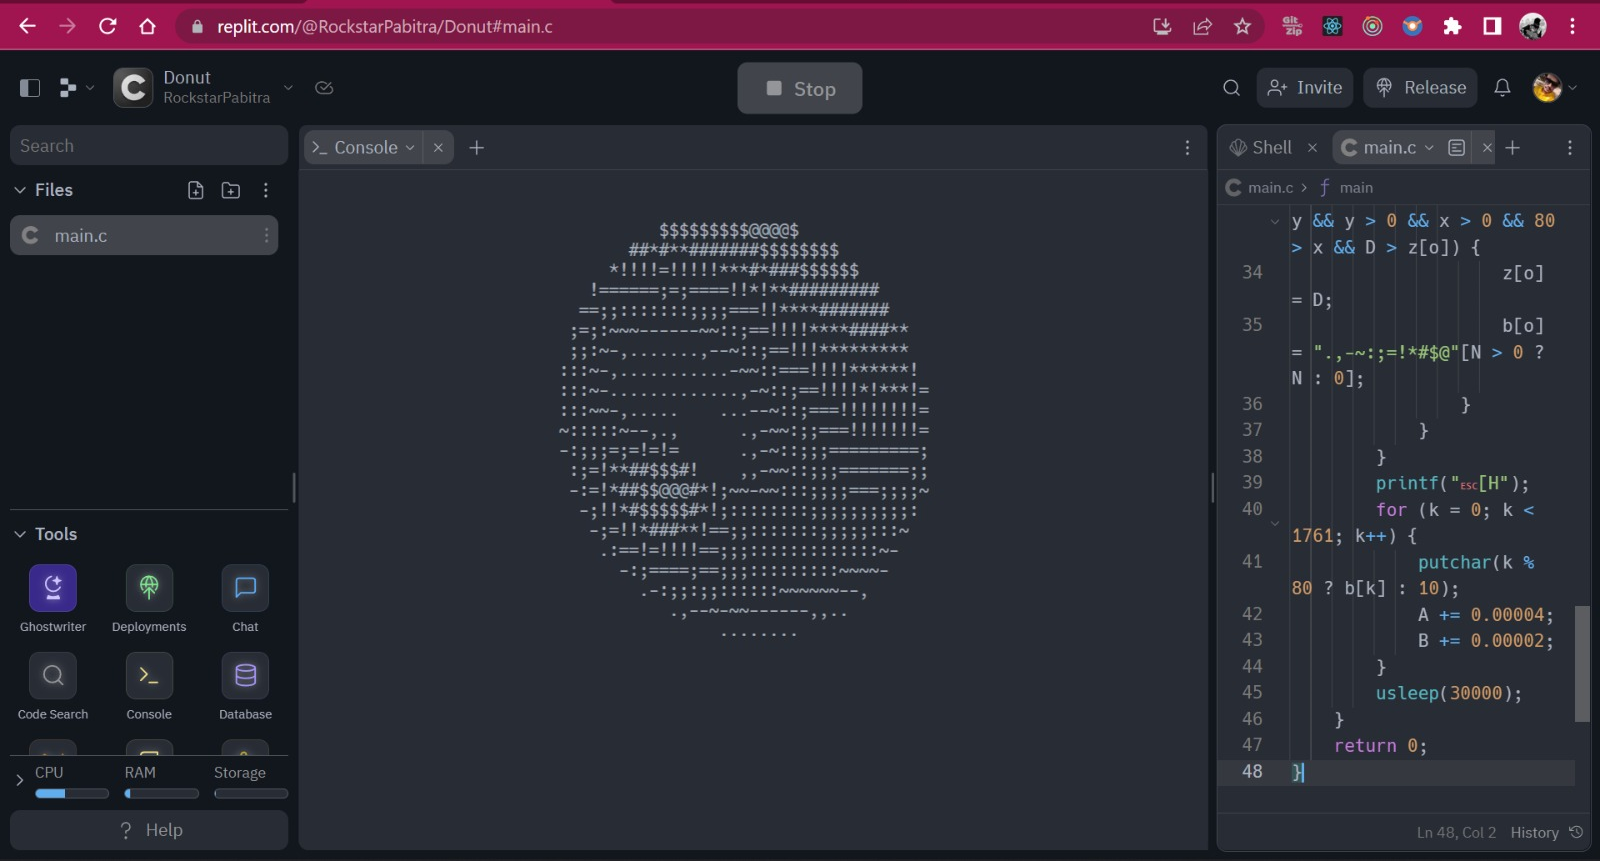 replit.com/@RockstarPabitra/Donut#main.c
Git
Zip
C
Donut
RockstarPabitra
Stop
Invite
Release
Search
Files
C main.c
Tools
Ghostwriter
Deployments
Chat
Code Search
Console
Database
CPU
RAM
Storage
? Help
>_ Console
$$$$$$$$$@@@@$
##*#**#######$$$$$$$$
*!!!!=!!!!!***#*###$$$$$$
!======;=;====!!*!**#########
==;;:::::::;;;;===!!****#######
;=;:~~~------~~::;==!!!!****####**
;;:~-,.......,--~::;==!!!*********
:::~-,...........-~~::===!!!!******!
:::~-.............,-~::;==!!!!*!***!=
:::~~-,.....    ...--~::;===!!!!!!!!=
~:::::~--,.,      .,-~~:;;===!!!!!!!=
-:;;;=;=!=!=      .,-~::;;;=========;
:;=!**##$$$#!    ,,-~~::;;;=======;;
-:=!*##$$@@@#*!;~~-~~:::;;;;===;;;;~
-;!!*#$$$$$#*!;::::::::;;;;;;;;;;:
-;=!!*###**!==;;:::::::;;;;;:::~
.:==!=!!!!==;;;:::::::::::::~-
-:;====;==;;;:::::::::~~~~-
.-:;;:;;::::::~~~~~~--,
.,--~-~~------,,..
........
Shell
C main.c
C main.c > ƒ main
y && y > 0 && x > 0 && 80
> x && D > z[o]) {
34 z[o]
= D;
35 b[o]
= ".,-~:;=!*#$@"[N > 0 ?
N : 0];
36 }
37 }
38 }
39 printf("ESC[H");
40 for (k = 0; k <
1761; k++) {
41 putchar(k %
80 ? b[k] : 10);
42 A += 0.00004;
43 B += 0.00002;
44 }
45 usleep(30000);
46 }
47 return 0;
48 }
Ln 48, Col 2 History